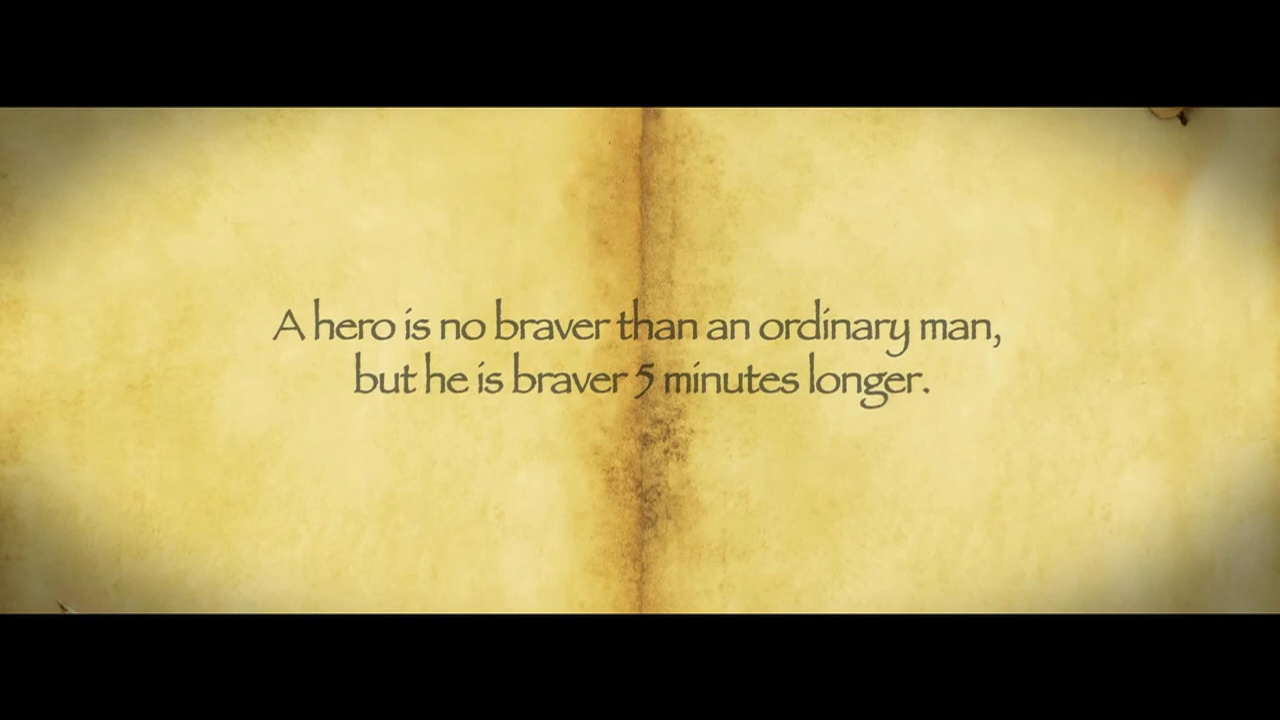 A hero is no braver than an ordinary man,
but he is braver 5 minutes longer.